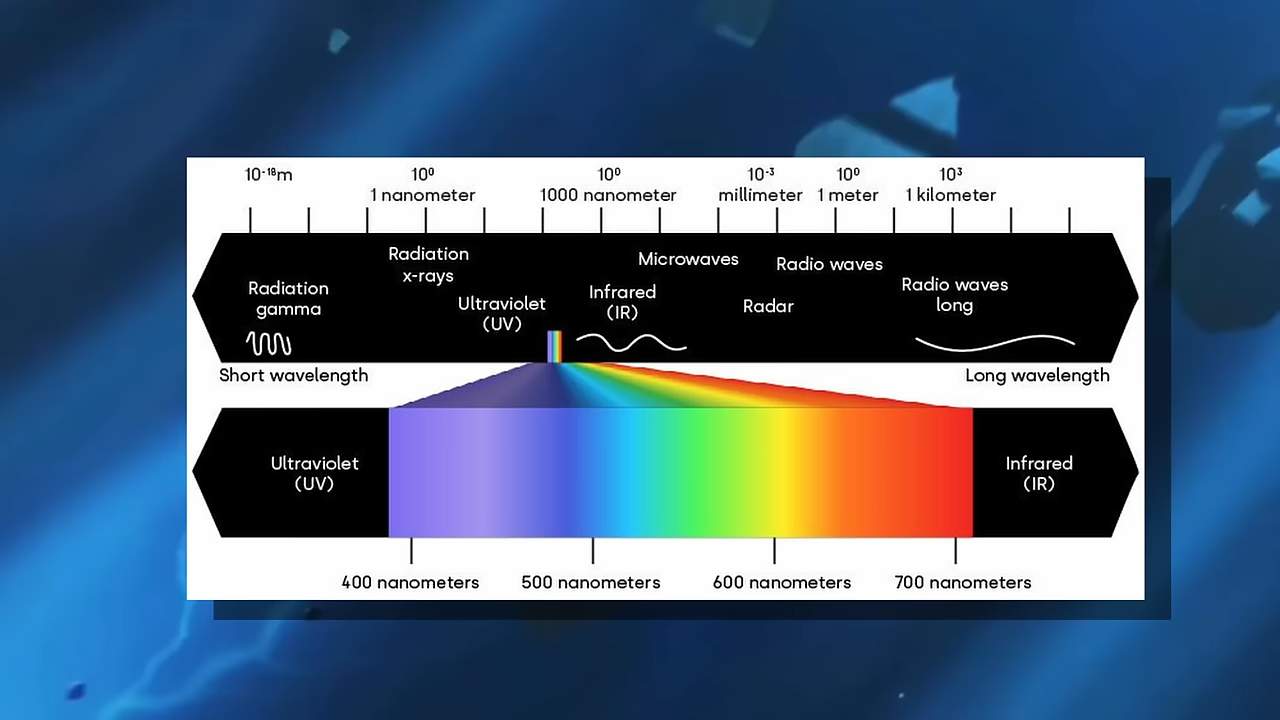 10⁻¹⁸m
10⁰
1 nanometer
10⁰
1000 nanometer
10⁻³
millimeter
10⁰
1 meter
10³
1 kilometer
Radiation
gamma
Radiation
x-rays
Ultraviolet
(UV)
Infrared
(IR)
Microwaves
Radar
Radio waves
Radio waves
long
Short wavelength
Long wavelength
Ultraviolet
(UV)
Infrared
(IR)
400 nanometers
500 nanometers
600 nanometers
700 nanometers